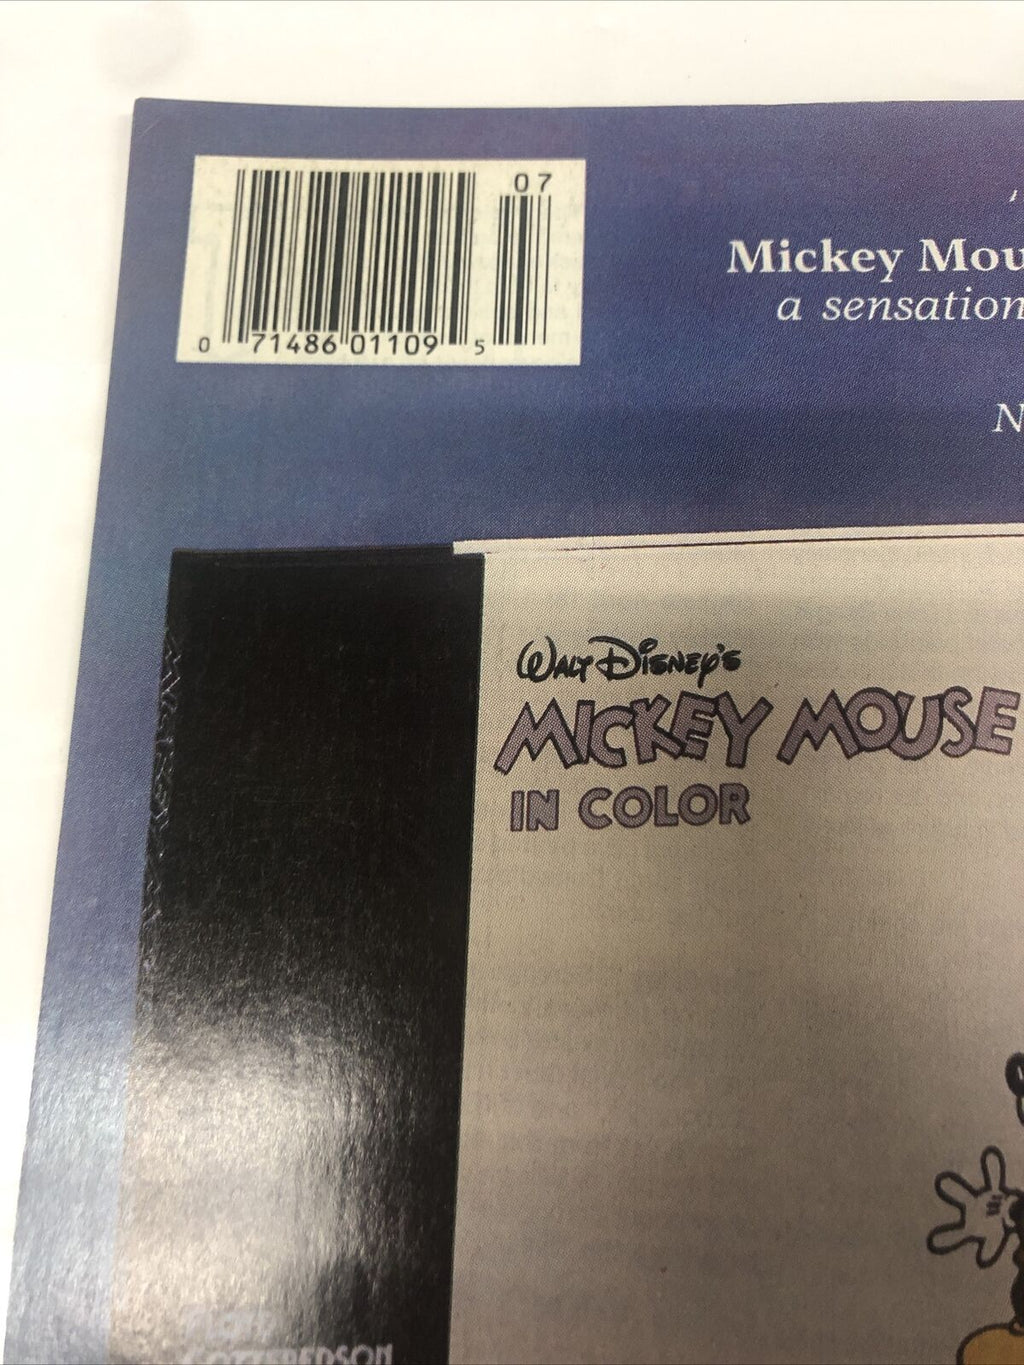 07
0 71486 01109 5
Mickey Mou
a sensation
N
WALT DISNEY'S
MICKEY MOUSE
IN COLOR